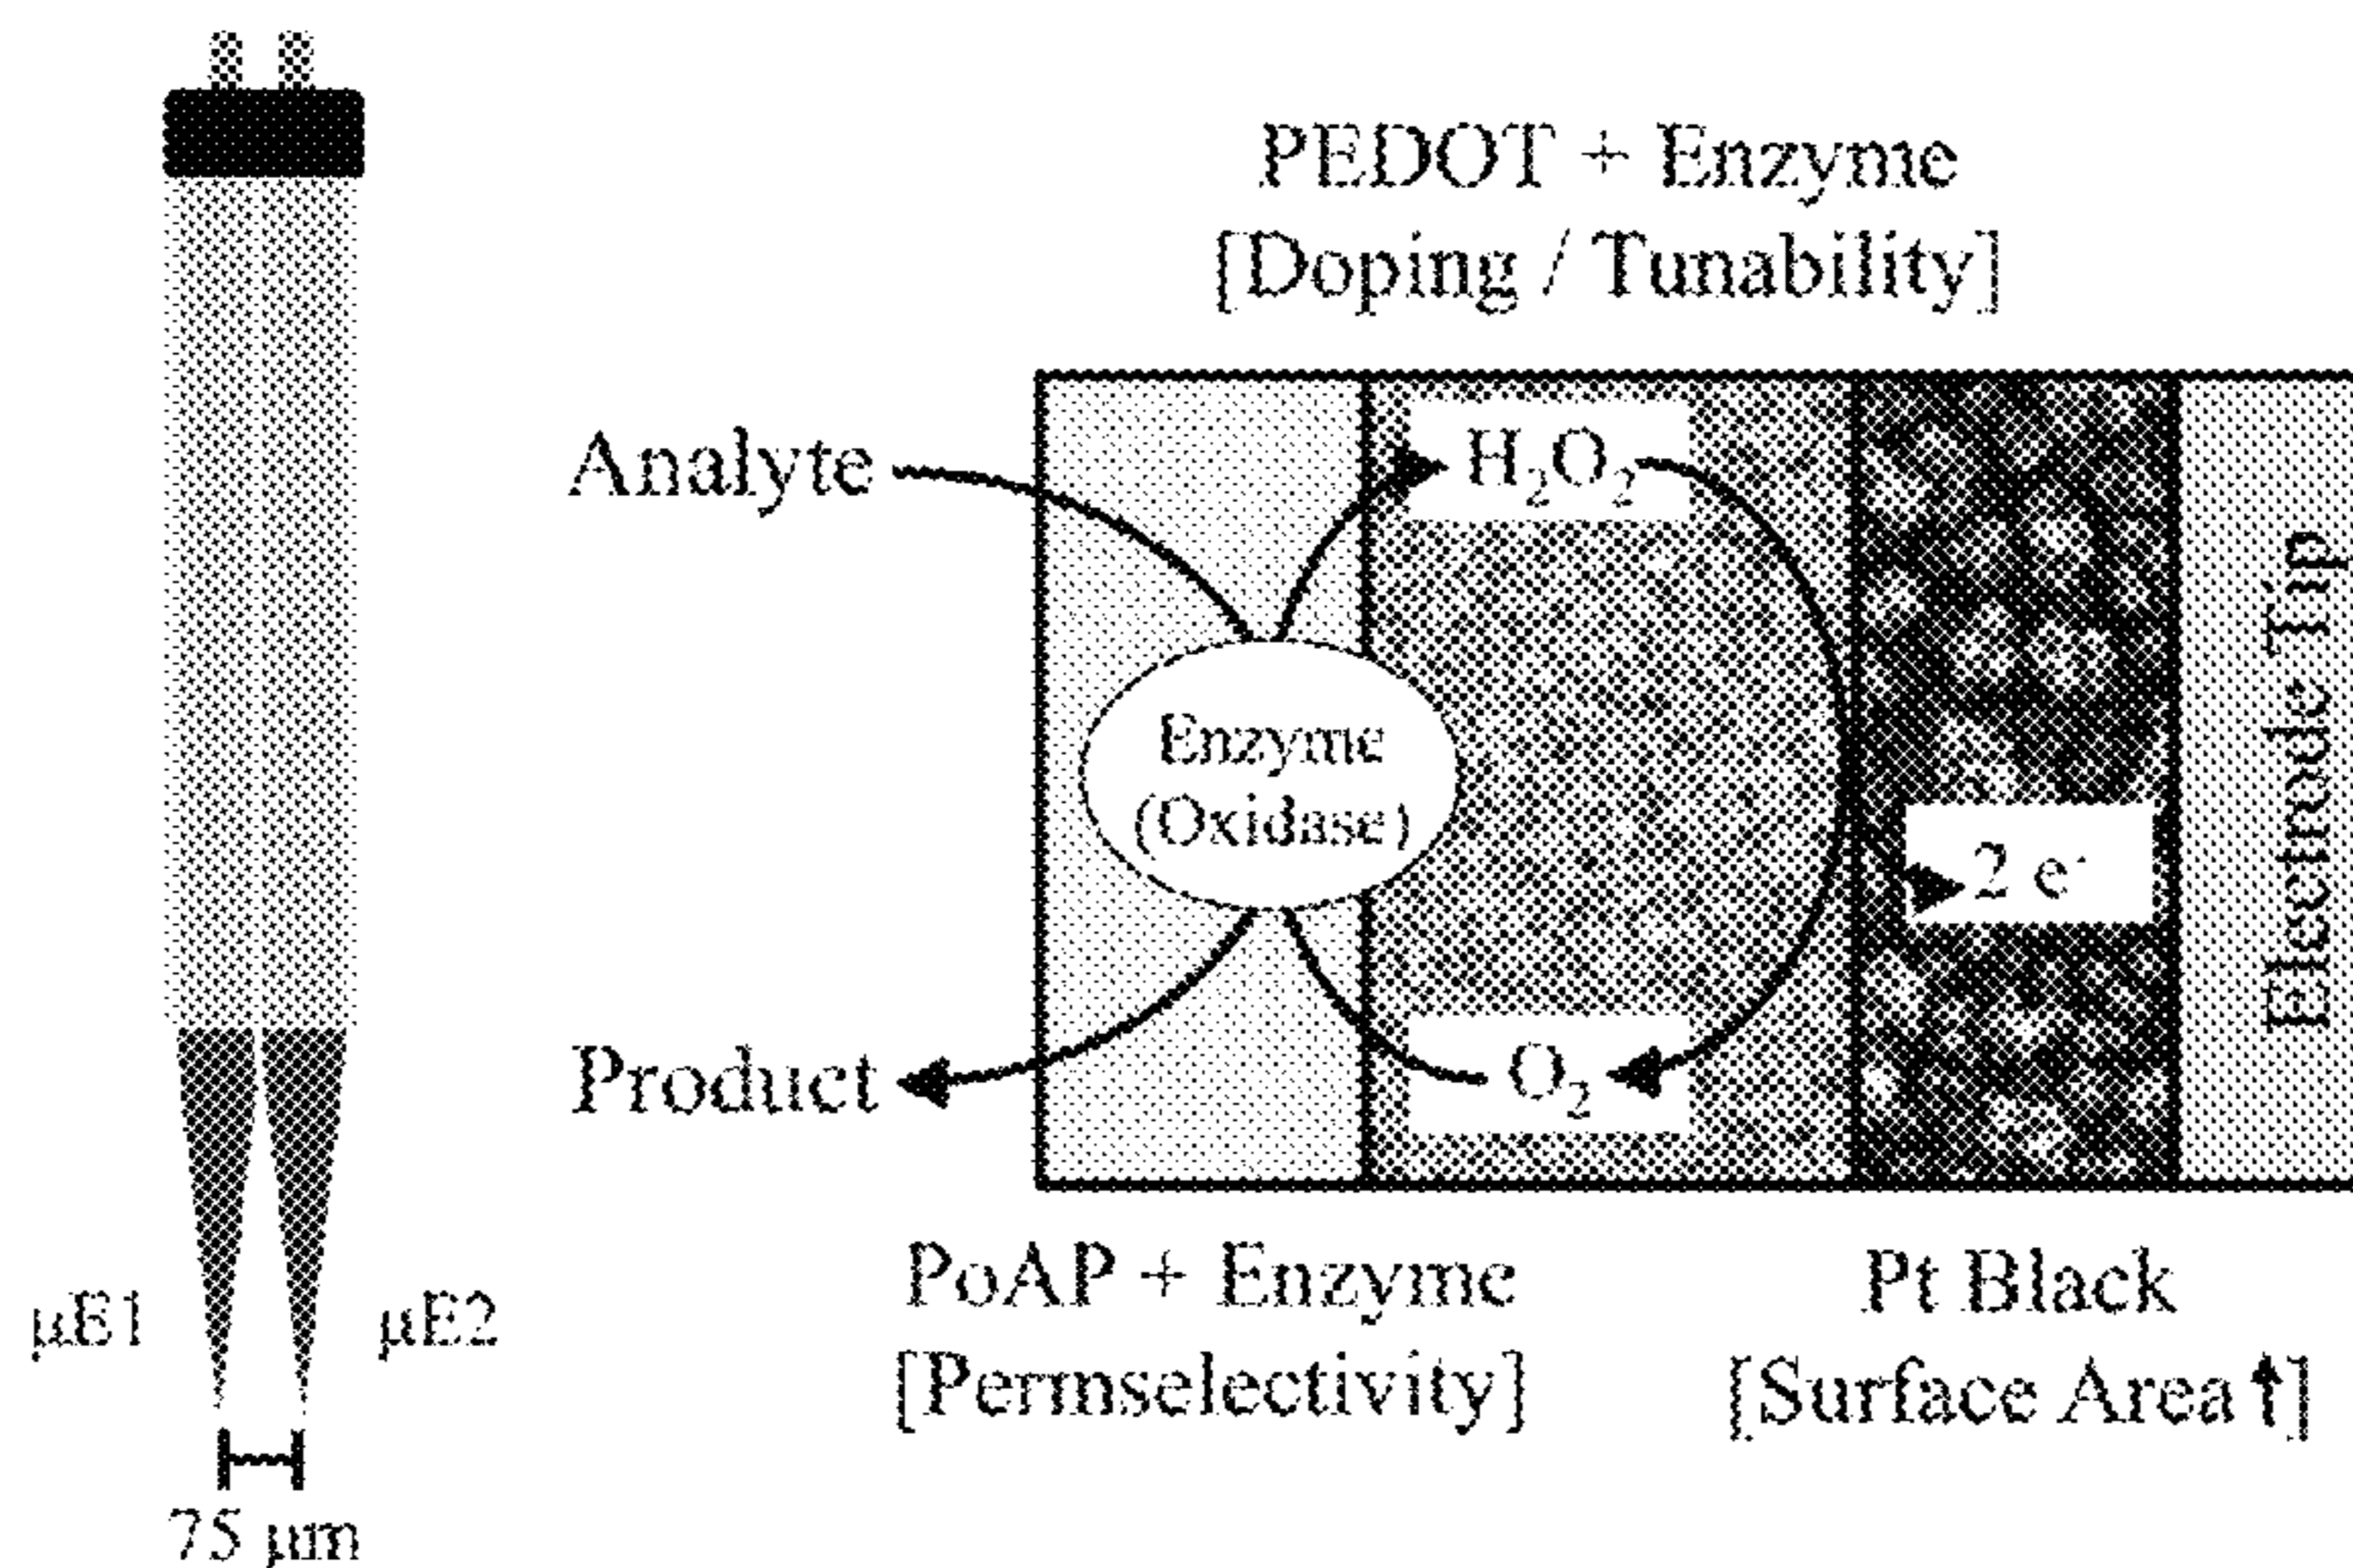 PEDOT + Enzyme
[Doping / Tunability]
Analyte
H₂O₂
Enzyme
(Oxidase)
2 e⁻
Electrode Tip
Product
O₂
PoAP + Enzyme
[Permselectivity]
Pt Black
[Surface Area ↑]
µE1
µE2
75 µm